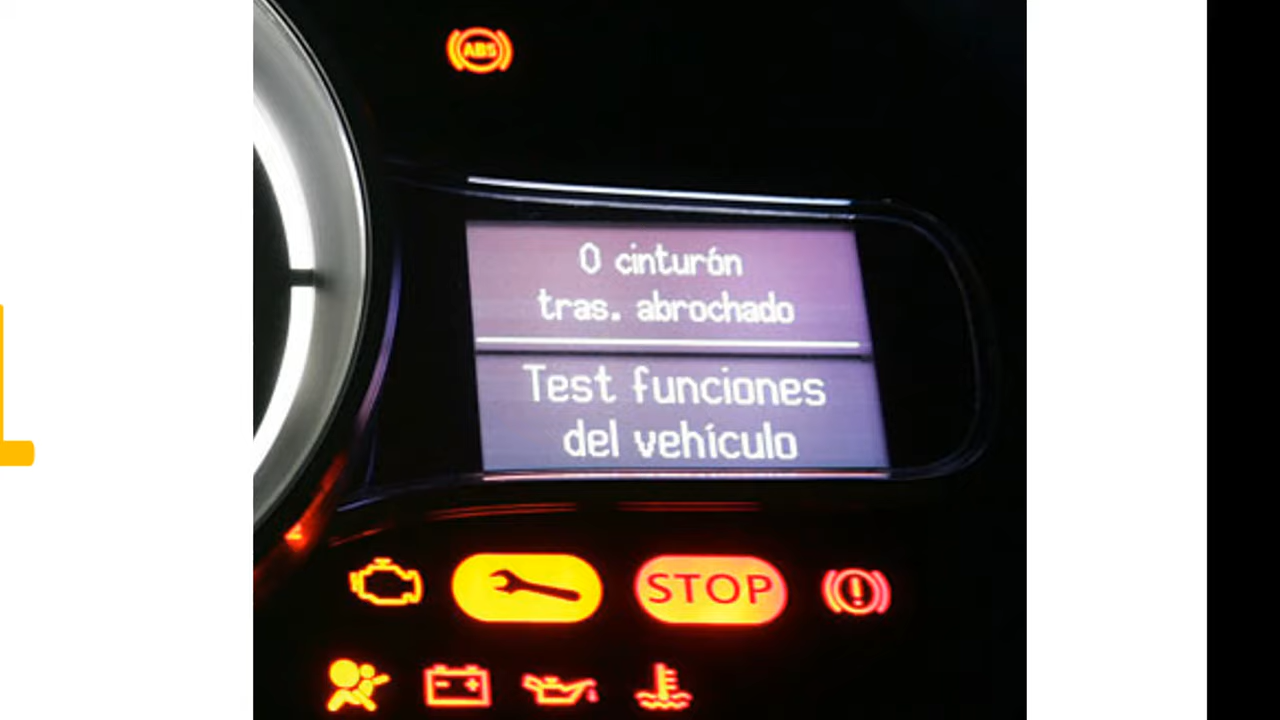 ABS
0 cinturón
tras. abrochado
Test funciones
del vehículo
STOP